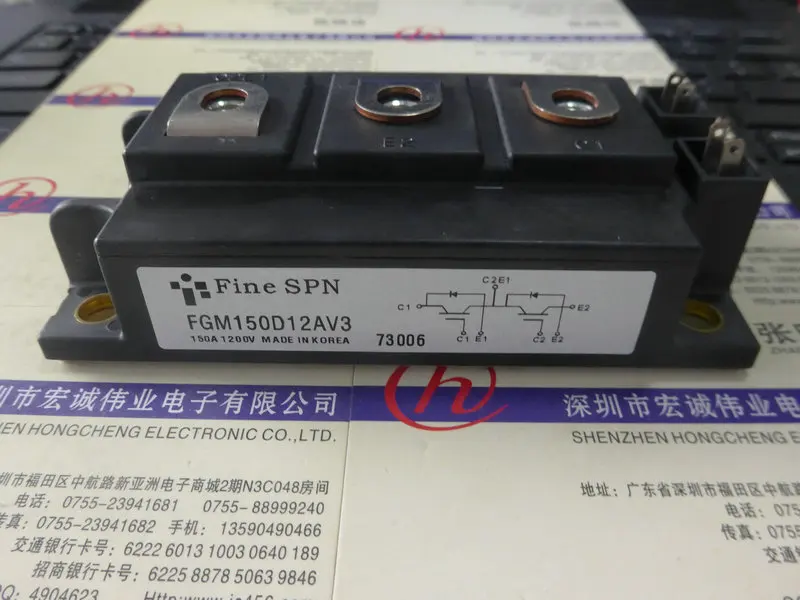 E2
C1
Fine SPN
FGM150D12AV3
150A 1200V MADE IN KOREA
73006
C2E1
C1
E2
C1 E1
C2 E2
h
h
张
深圳市宏诚伟业电子有限公司
SHENZHEN HONGCHENG ELECTRONIC CO.,LTD.
圳市福田区中航路新亚洲电子商城2期N3C048房间
电话: 0755-23941681 0755-88999240
传真: 0755-23941682 手机: 13590490466
交通银行卡号: 6222 6013 1003 0640 189
招商银行卡号: 6225 8878 5063 9846
QQ: 4904623
h
深圳市宏诚伟业
SHENZHEN HONGCHENG ELEC
地址: 广东省深圳市福田区中航路
电话: 075
传真: 075
交通